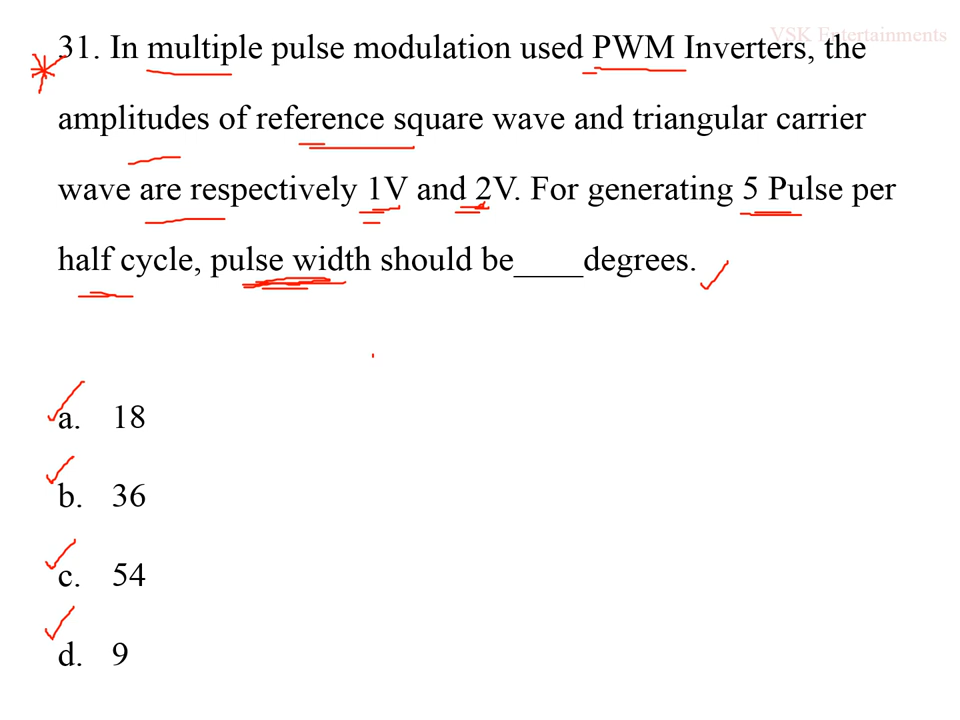 VSK Entertainments
31. In multiple pulse modulation used PWM Inverters, the
amplitudes of reference square wave and triangular carrier
wave are respectively 1V and 2V. For generating 5 Pulse per
half cycle, pulse width should be____degrees.
a. 18
b. 36
c. 54
d. 9